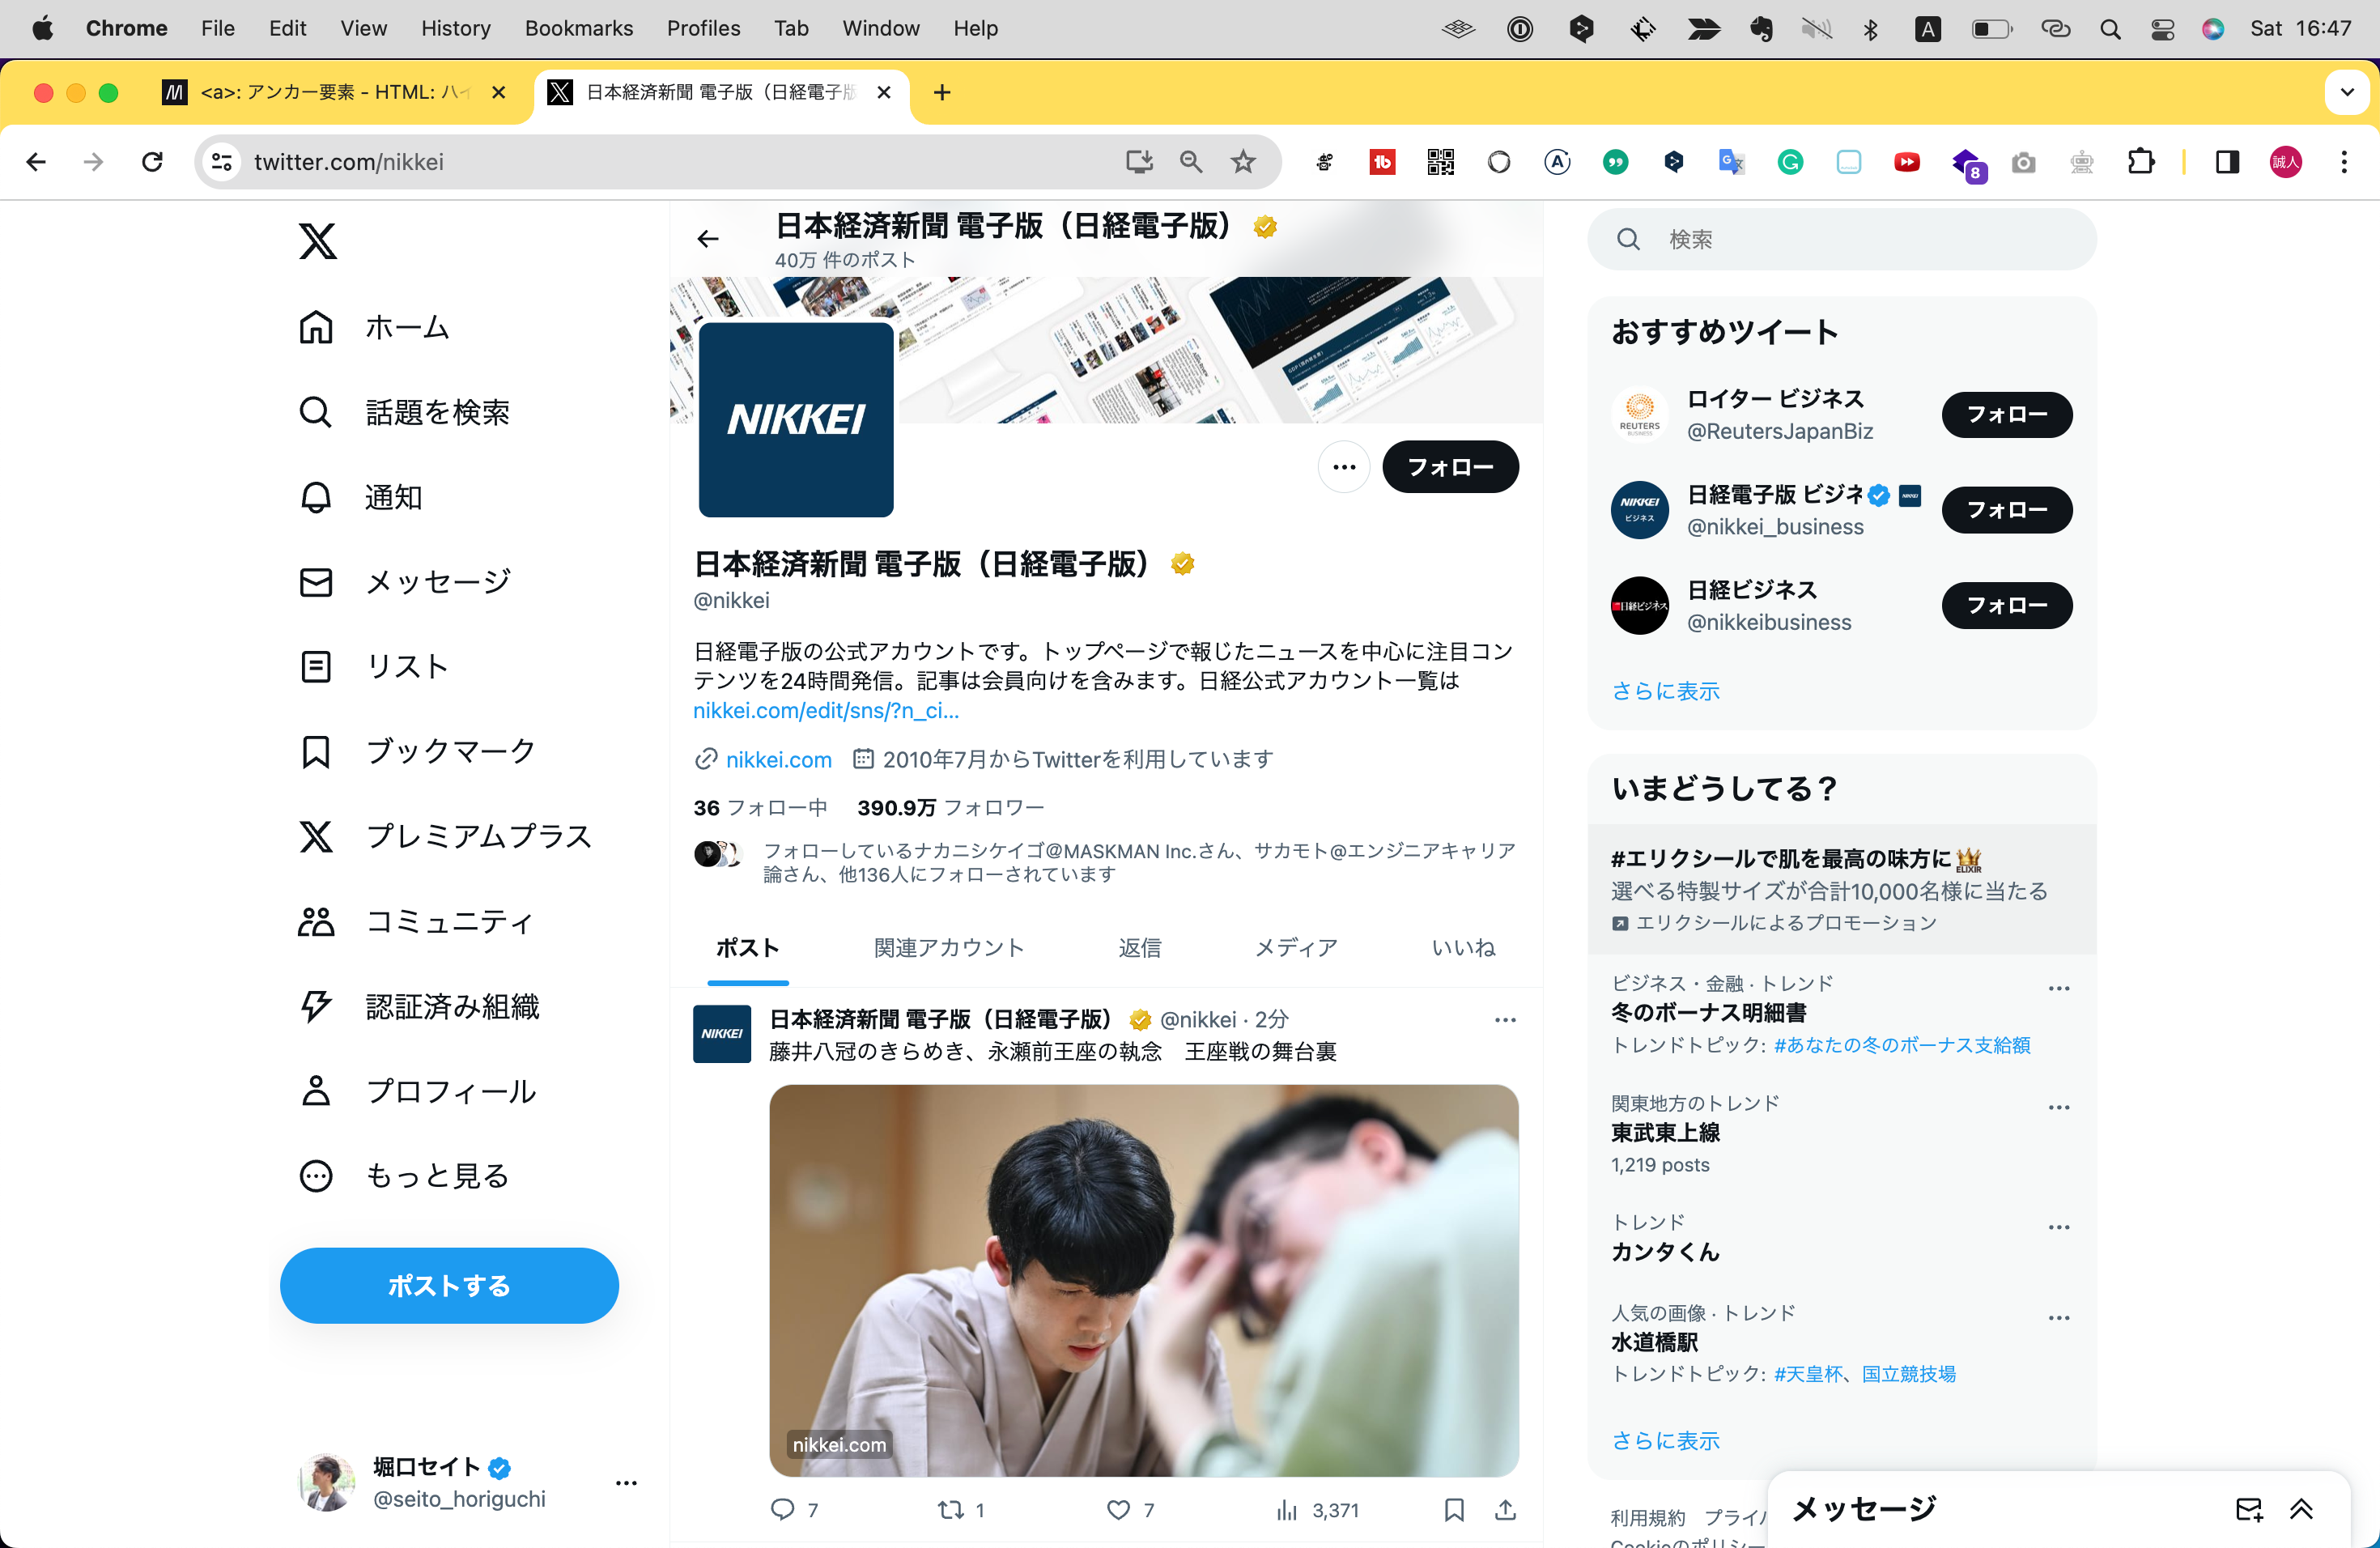 Chrome File Edit View History Bookmarks Profiles Tab Window Help
A
Sat 16:47
<a>: アンカー要素 - HTML: ハイ
日本経済新聞 電子版（日経電子版
twitter.com/nikkei
8
誠人
日本経済新聞 電子版（日経電子版）
40万 件のポスト
ホーム
話題を検索
通知
メッセージ
リスト
ブックマーク
プレミアムプラス
コミュニティ
認証済み組織
プロフィール
もっと見る
ポストする
堀口セイト
@seito_horiguchi
NIKKEI
フォロー
日本経済新聞 電子版（日経電子版）
@nikkei
日経電子版の公式アカウントです。トップページで報じたニュースを中心に注目コン
テンツを24時間発信。記事は会員向けを含みます。日経公式アカウント一覧は
nikkei.com/edit/sns/?n_ci…
nikkei.com 2010年7月からTwitterを利用しています
36 フォロー中 390.9万 フォロワー
フォローしているナカニシケイゴ@MASKMAN Inc.さん、サカモト@エンジニアキャリア
論さん、他136人にフォローされています
ポスト 関連アカウント 返信 メディア いいね
NIKKEI
日本経済新聞 電子版（日経電子版） @nikkei · 2分
藤井八冠のきらめき、永瀬前王座の執念　王座戦の舞台裏
nikkei.com
7 1 7 3,371
検索
おすすめツイート
REUTERS
BUSINESS
ロイター ビジネス
@ReutersJapanBiz
フォロー
NIKKEI
ビジネス
日経電子版 ビジネ
@nikkei_business
フォロー
日経ビジネス
日経ビジネス
@nikkeibusiness
フォロー
さらに表示
いまどうしてる？
#エリクシールで肌を最高の味方に
ELIXIR
選べる特製サイズが合計10,000名様に当たる
エリクシールによるプロモーション
ビジネス・金融 · トレンド
冬のボーナス明細書
トレンドトピック: #あなたの冬のボーナス支給額
関東地方のトレンド
東武東上線
1,219 posts
トレンド
カンタくん
人気の画像 · トレンド
水道橋駅
トレンドトピック: #天皇杯、国立競技場
さらに表示
利用規約 プライ
メッセージ